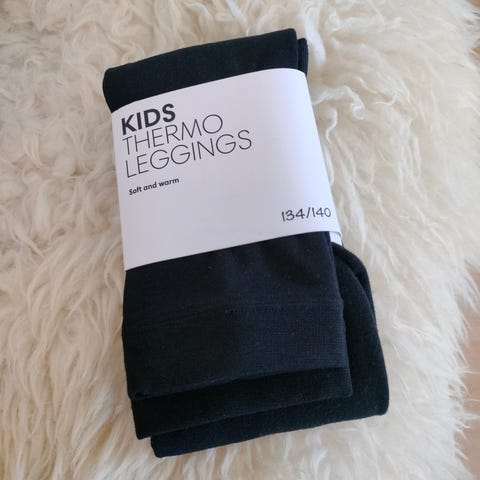 KIDS
THERMO
LEGGINGS
Soft and warm
134/140